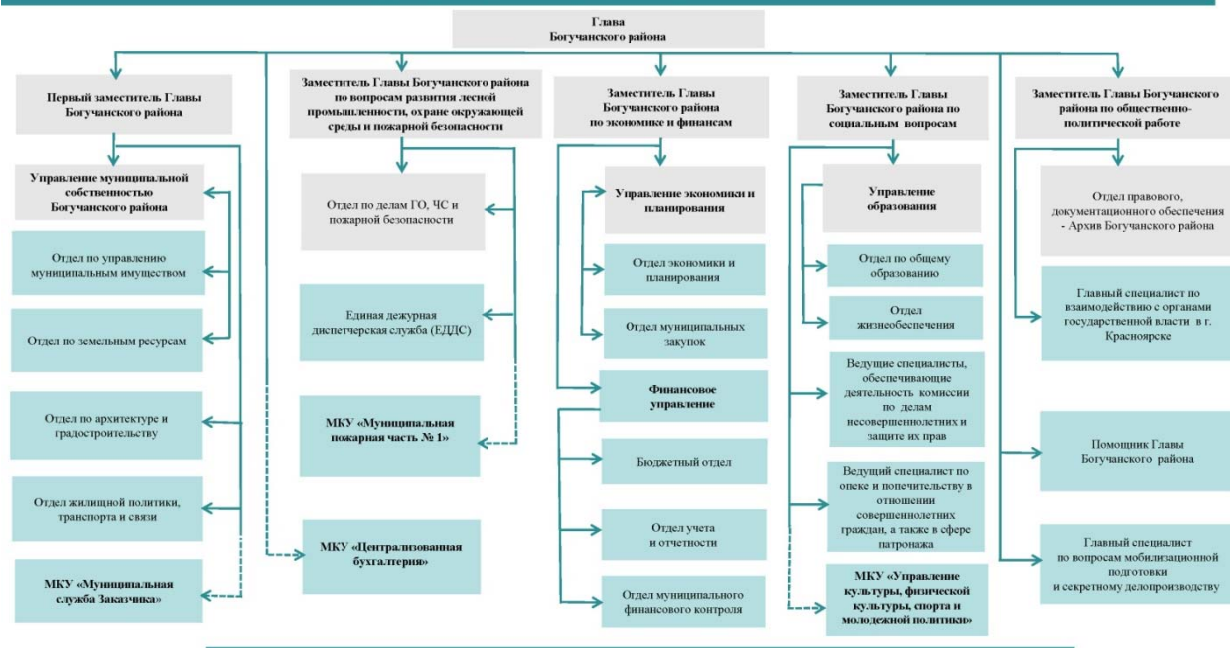 Глава
Богучанского района
Первый заместитель Главы
Богучанского района
Управление муниципальной
собственностью
Богучанского района
Отдел по управлению
муниципальным имуществом
Отдел по земельным ресурсам
Отдел по архитектуре и
градостроительству
Отдел жилищной политики,
транспорта и связи
МКУ «Муниципальная
служба Заказчика»
Заместитель Главы Богучанского района
по вопросам развития лесной
промышленности, охране окружающей
среды и пожарной безопасности
Отдел по делам ГО, ЧС и
пожарной безопасности
Единая дежурная
диспетчерская служба (ЕДДС)
МКУ «Муниципальная
пожарная часть № 1»
МКУ «Централизованная
бухгалтерия»
Заместитель Главы
Богучанского района
по экономике и финансам
Управление экономики и
планирования
Отдел экономики и
планирования
Отдел муниципальных
закупок
Финансовое
управление
Бюджетный отдел
Отдел учета
и отчетности
Отдел муниципального
финансового контроля
Заместитель Главы
Богучанского района по
социальным вопросам
Управление
образования
Отдел по общему
образованию
Отдел
жизнеобеспечения
Ведущие специалисты,
обеспечивающие
деятельность комиссии
по делам
несовершеннолетних и
защите их прав
Ведущий специалист по
опеке и попечительству в
отношении
совершеннолетних
граждан, а также в сфере
патронажа
МКУ «Управление
культуры, физической
культуры, спорта и
молодежной политики»
Заместитель Главы Богучанского
района по общественно-
политической работе
Отдел правового,
документационного обеспечения
- Архив Богучанского района
Главный специалист по
взаимодействию с органами
государственной власти в г.
Красноярске
Помощник Главы
Богучанского района
Главный специалист
по вопросам мобилизационной
подготовки
и секретному делопроизводству